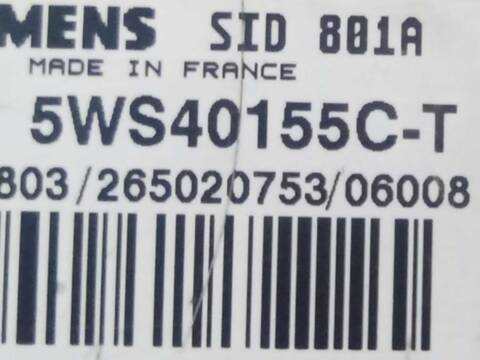 MENS SID 801A
MADE IN FRANCE
5WS40155C-T
803/265020753/06008